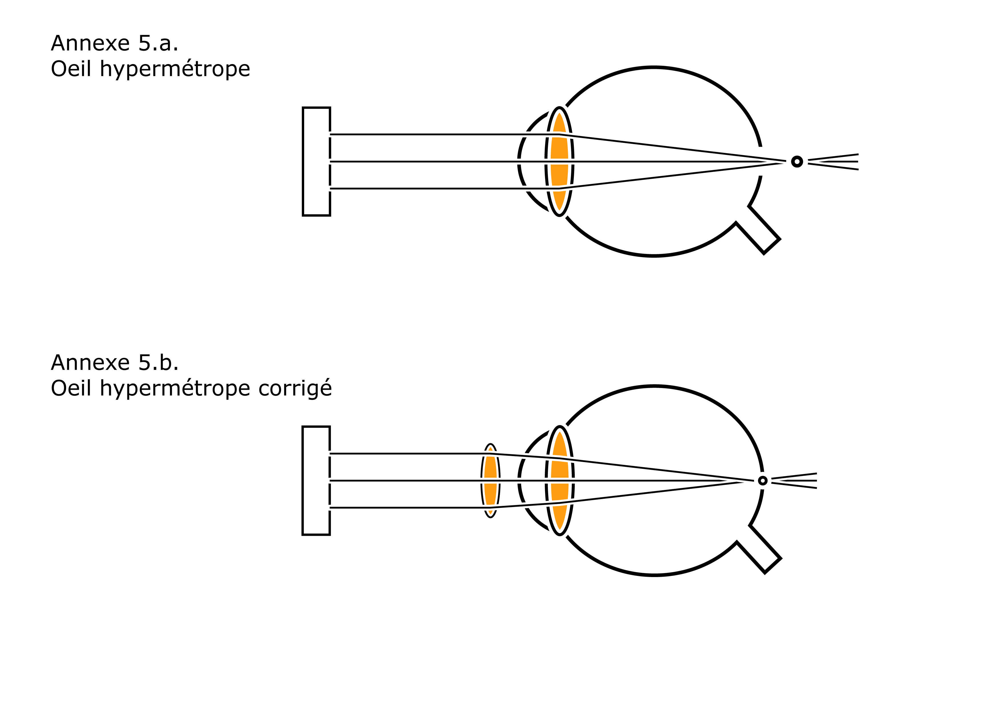 Annexe 5.a.
Oeil hypermétrope
Annexe 5.b.
Oeil hypermétrope corrigé